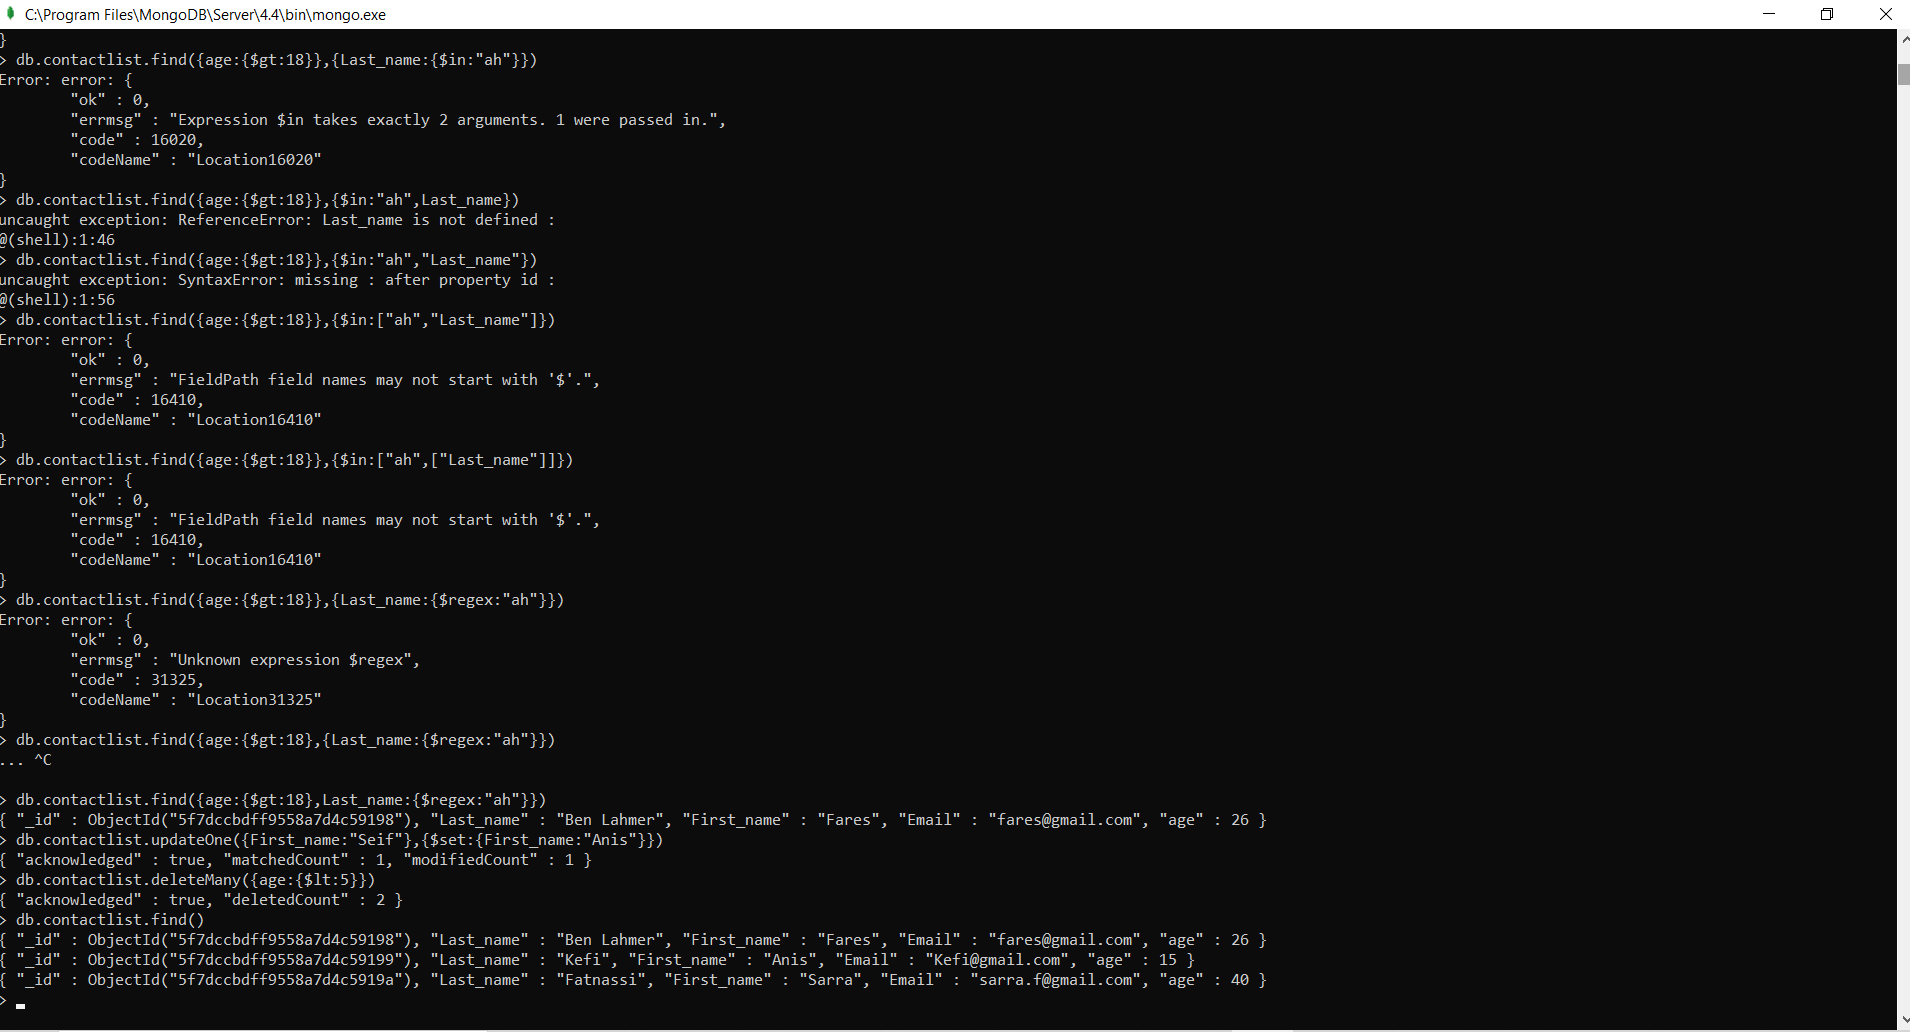 C:\Program Files\MongoDB\Server\4.4\bin\mongo.exe
}
> db.contactlist.find({age:{$gt:18}},{Last_name:{$in:"ah"}})
Error: error: {
        "ok" : 0,
        "errmsg" : "Expression $in takes exactly 2 arguments. 1 were passed in.",
        "code" : 16020,
        "codeName" : "Location16020"
}
> db.contactlist.find({age:{$gt:18}},{$in:"ah",Last_name})
uncaught exception: ReferenceError: Last_name is not defined :
@(shell):1:46
> db.contactlist.find({age:{$gt:18}},{$in:"ah","Last_name"})
uncaught exception: SyntaxError: missing : after property id :
@(shell):1:56
> db.contactlist.find({age:{$gt:18}},{$in:["ah","Last_name"]})
Error: error: {
        "ok" : 0,
        "errmsg" : "FieldPath field names may not start with '$'.",
        "code" : 16410,
        "codeName" : "Location16410"
}
> db.contactlist.find({age:{$gt:18}},{$in:["ah",["Last_name"]]})
Error: error: {
        "ok" : 0,
        "errmsg" : "FieldPath field names may not start with '$'.",
        "code" : 16410,
        "codeName" : "Location16410"
}
> db.contactlist.find({age:{$gt:18}},{Last_name:{$regex:"ah"}})
Error: error: {
        "ok" : 0,
        "errmsg" : "Unknown expression $regex",
        "code" : 31325,
        "codeName" : "Location31325"
}
> db.contactlist.find({age:{$gt:18},{Last_name:{$regex:"ah"}})
... ^C
> db.contactlist.find({age:{$gt:18},Last_name:{$regex:"ah"}})
{ "_id" : ObjectId("5f7dccbdff9558a7d4c59198"), "Last_name" : "Ben Lahmer", "First_name" : "Fares", "Email" : "fares@gmail.com", "age" : 26 }
> db.contactlist.updateOne({First_name:"Seif"},{$set:{First_name:"Anis"}})
{ "acknowledged" : true, "matchedCount" : 1, "modifiedCount" : 1 }
> db.contactlist.deleteMany({age:{$lt:5}})
{ "acknowledged" : true, "deletedCount" : 2 }
> db.contactlist.find()
{ "_id" : ObjectId("5f7dccbdff9558a7d4c59198"), "Last_name" : "Ben Lahmer", "First_name" : "Fares", "Email" : "fares@gmail.com", "age" : 26 }
{ "_id" : ObjectId("5f7dccbdff9558a7d4c59199"), "Last_name" : "Kefi", "First_name" : "Anis", "Email" : "Kefi@gmail.com", "age" : 15 }
{ "_id" : ObjectId("5f7dccbdff9558a7d4c5919a"), "Last_name" : "Fatnassi", "First_name" : "Sarra", "Email" : "sarra.f@gmail.com", "age" : 40 }
>